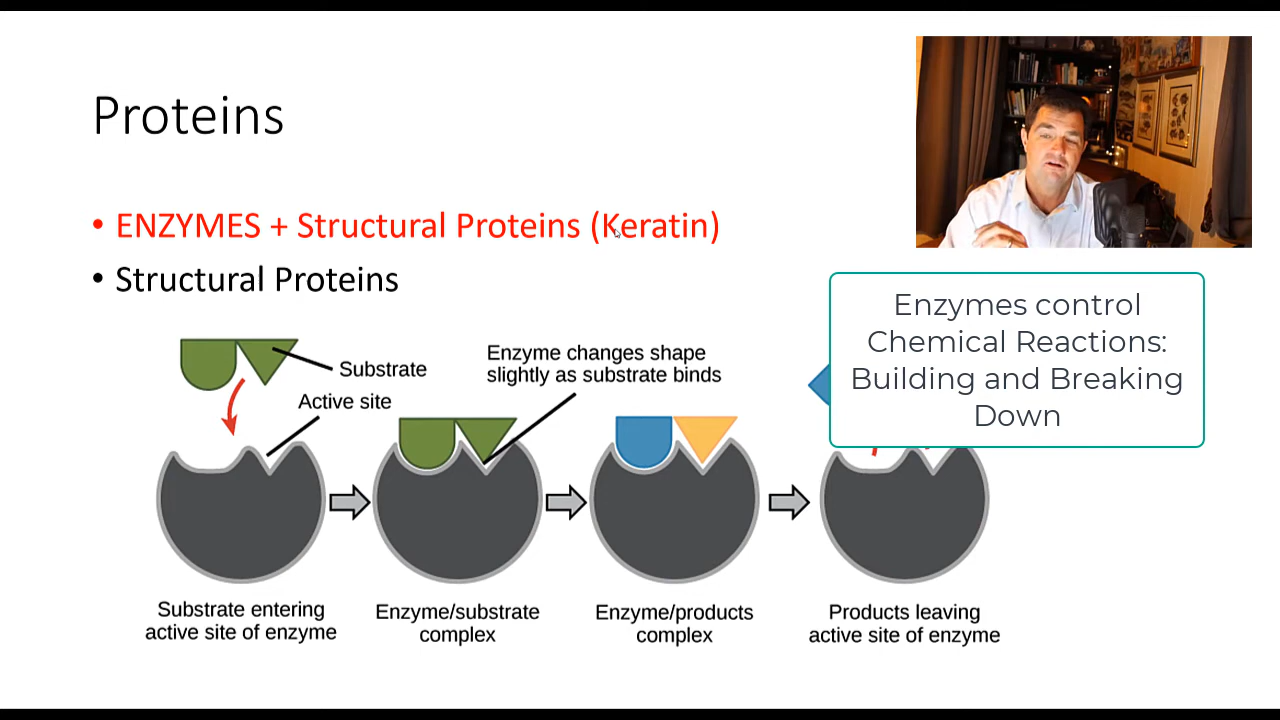 Proteins
• ENZYMES + Structural Proteins (Keratin)
• Structural Proteins
Substrate
Active site
Enzyme changes shape
slightly as substrate binds
Enzymes control
Chemical Reactions:
Building and Breaking
Down
Substrate entering
active site of enzyme
Enzyme/substrate
complex
Enzyme/products
complex
Products leaving
active site of enzyme